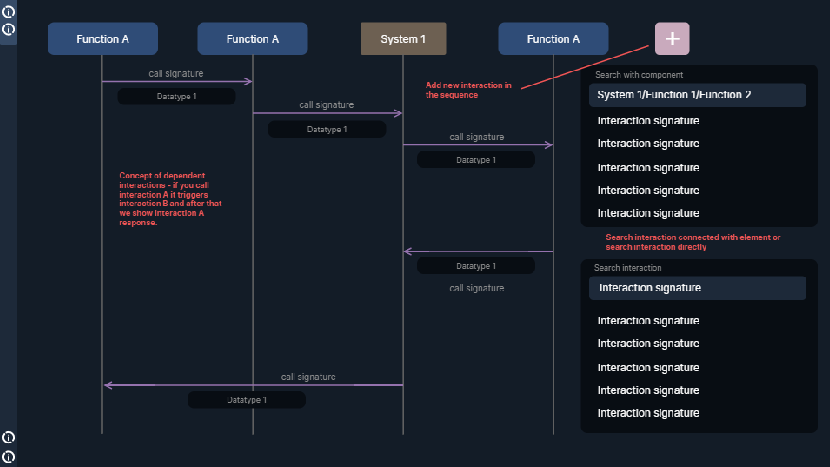 Function A
Function A
System 1
Function A
+
call signature
Datatype 1
call signature
Datatype 1
call signature
Datatype 1
Add new interaction in
the sequence
Concept of dependent
interactions - if you call
interaction A it triggers
interaction B and after that
we show interaction A
response.
Datatype 1
call signature
call signature
Datatype 1
Search with component
System 1/Function 1/Function 2
Interaction signature
Interaction signature
Interaction signature
Interaction signature
Interaction signature
Search interaction connected with element or
search interaction directly
Search interaction
Interaction signature
Interaction signature
Interaction signature
Interaction signature
Interaction signature
Interaction signature